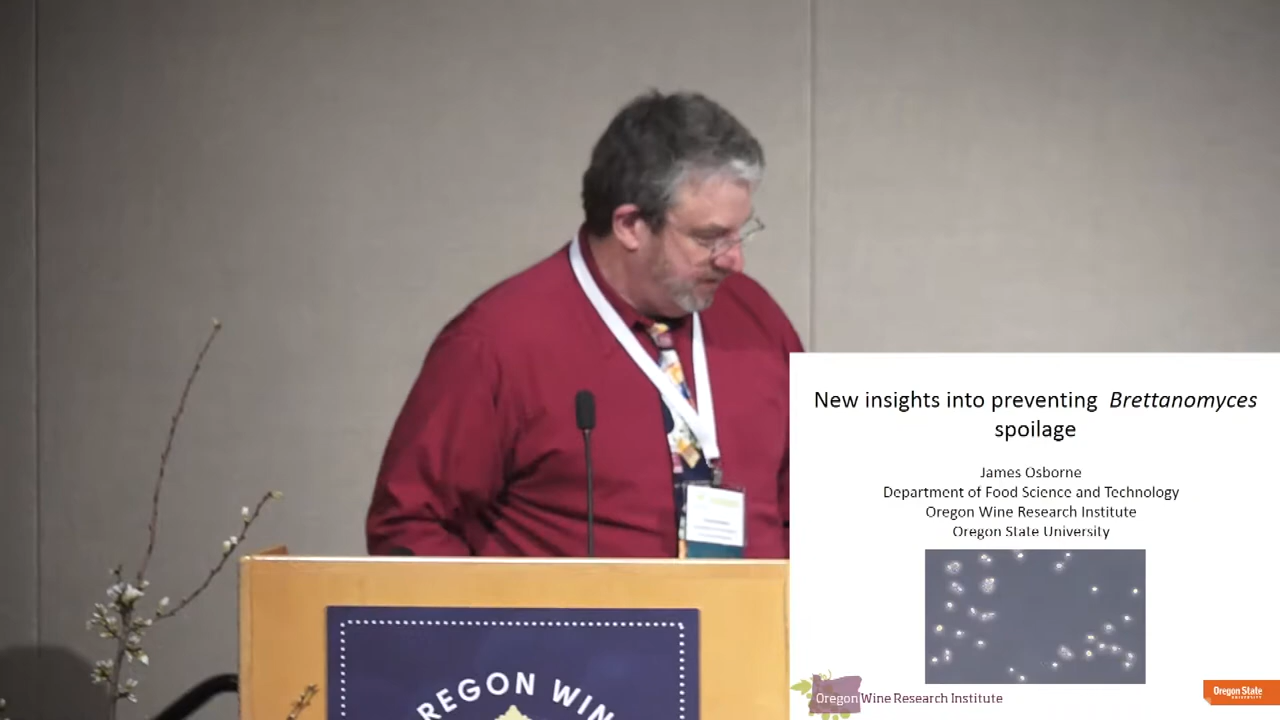 New insights into preventing Brettanomyces
spoilage
James Osborne
Department of Food Science and Technology
Oregon Wine Research Institute
Oregon State University
REGON WIN
Oregon Wine Research Institute
Oregon State
UNIVERSITY